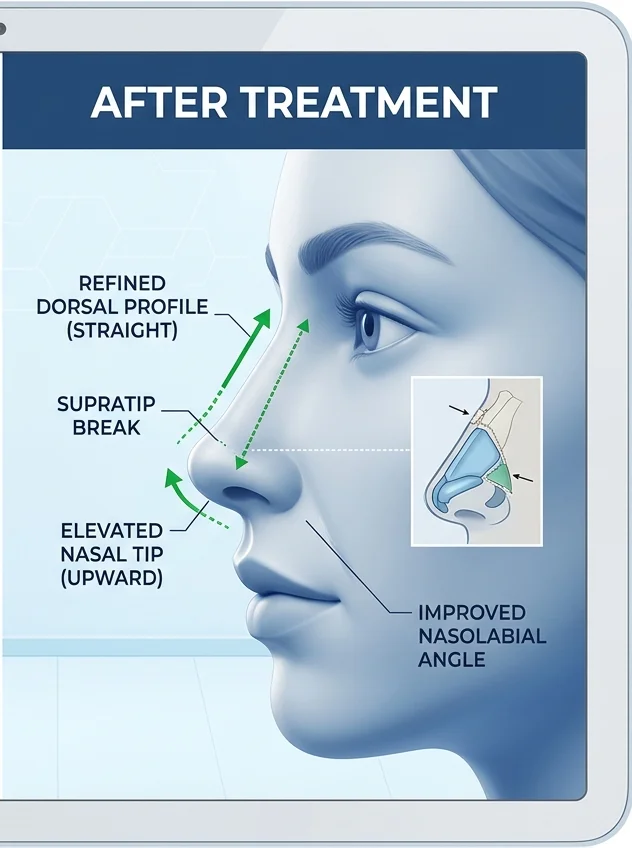 AFTER TREATMENT
REFINED
DORSAL PROFILE
(STRAIGHT)
SUPRATIP
BREAK
ELEVATED
NASAL TIP
(UPWARD)
IMPROVED
NASOLABIAL
ANGLE